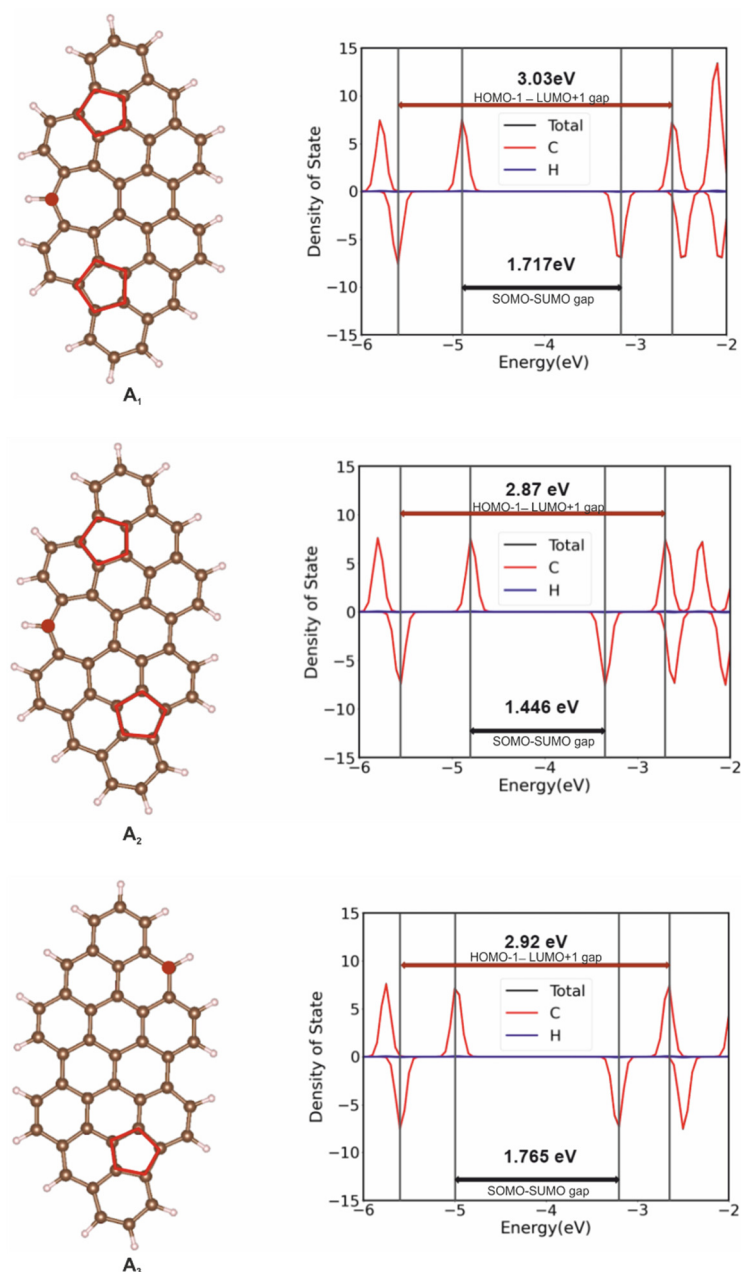 15
10
5
0
−5
−10
−15
Density of State
3.03eV
HOMO-1 – LUMO+1 gap
Total
C
H
1.717eV
SOMO-SUMO gap
−6
−5
−4
−3
−2
Energy(eV)
A1
15
10
5
0
−5
−10
−15
Density of State
2.87 eV
HOMO-1– LUMO+1 gap
Total
C
H
1.446 eV
SOMO-SUMO gap
−6
−5
−4
−3
−2
Energy(eV)
A2
15
10
5
0
−5
−10
−15
Density of State
2.92 eV
HOMO-1– LUMO+1 gap
Total
C
H
1.765 eV
SOMO-SUMO gap
−6
−5
−4
−3
−2
Energy(eV)
A3